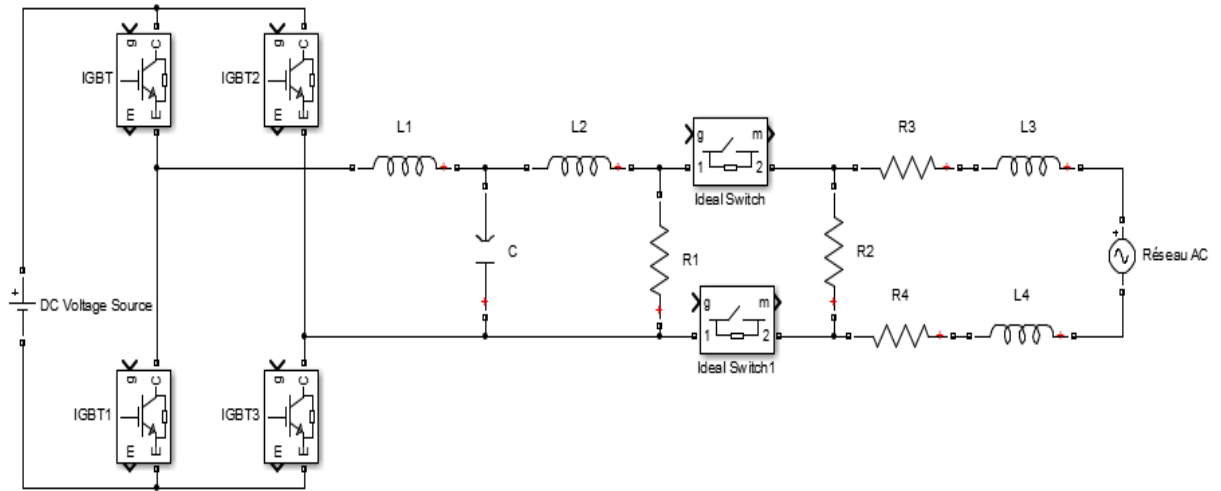 g C
IGBT
m E
g C
IGBT2
m E
L1
L2
g m
1 2
Ideal Switch
R3
L3
C
R1
R2
+
Réseau AC
+
DC Voltage Source
g m
1 2
Ideal Switch1
R4
L4
g C
IGBT1
m E
g C
IGBT3
m E